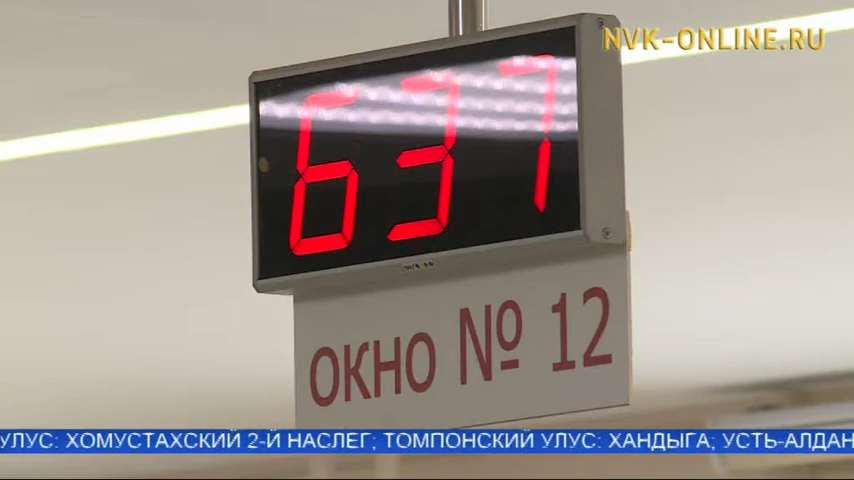 NVK-ONLINE.RU
637
ОКНО № 12
УЛУС: ХОМУСТАХСКИЙ 2-Й НАСЛЕГ; ТОМПОНСКИЙ УЛУС: ХАНДЫГА; УСТЬ-АЛДАН